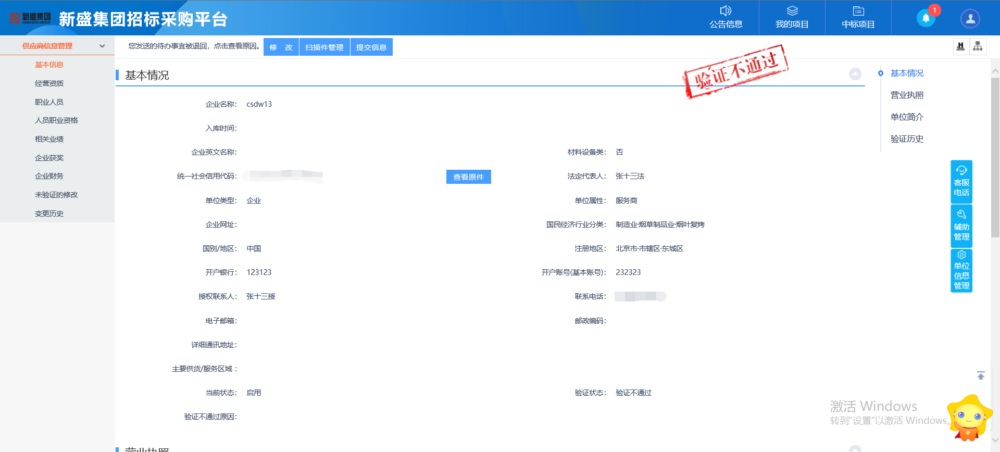 新盛集团
XINSHENG GROUP
新盛集团招标采购平台
公告信息
我的项目
中标项目
1
供应商信息管理
基本信息
经营资质
职业人员
人员职业资格
相关业绩
企业获奖
企业财务
未验证的修改
变更历史
您发送的待办事宜被退回，点击查看原因。
修 改
扫描件管理
提交信息
H
基本情况
验证不通过
企业名称： csdw13
入库时间：
企业英文名称：
材料设备类： 否
统一社会信用代码：
查看原件
法定代表人： 张十三法
单位类型： 企业
单位属性： 服务商
企业网址：
国民经济行业分类： 制造业·烟草制品业·烟叶复烤
国别/地区： 中国
注册地区： 北京市·市辖区·东城区
开户银行： 123123
开户账号(基本账号)： 232323
授权联系人： 张十三授
联系电话：
电子邮箱：
邮政编码：
详细通讯地址：
主要供货/服务区域 ：
当前状态： 启用
验证状态： 验证不通过
验证不通过原因：
营业执照
基本情况
营业执照
单位简介
验证历史
客服
电话
辅助
管理
单位
信息
管理
激活 Windows
转到“设置”以激活 Windows。